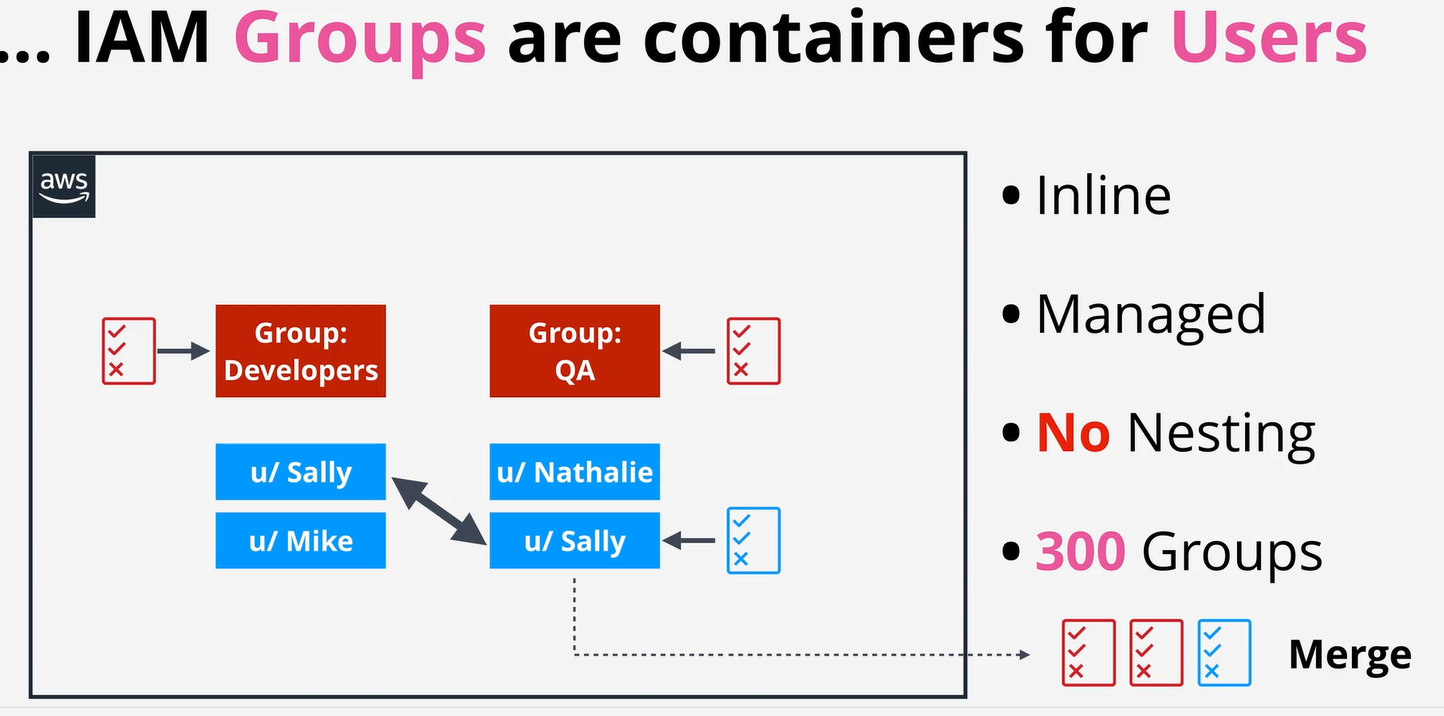 ... IAM Groups are containers for Users
aws
Group:
Developers
Group:
QA
u/ Sally
u/ Nathalie
u/ Mike
u/ Sally
• Inline
• Managed
• No Nesting
• 300 Groups
Merge